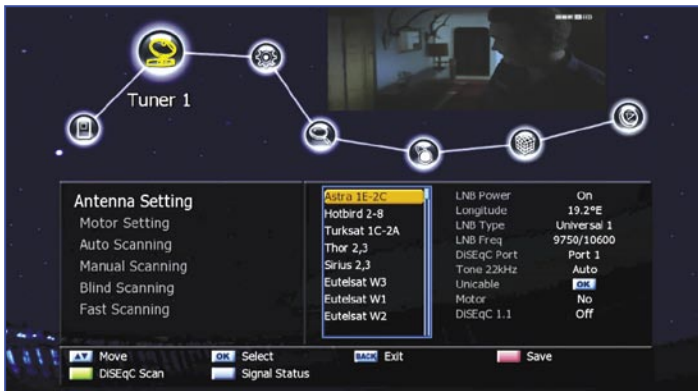 Tuner 1
Antenna Setting
Motor Setting
Auto Scanning
Manual Scanning
Blind Scanning
Fast Scanning
Astra 1E-2C
Hotbird 2-8
Turksat 1C-2A
Thor 2,3
Sirius 2,3
Eutelsat W3
Eutelsat W1
Eutelsat W2
LNB Power On
Longitude 19.2°E
LNB Type Universal 1
LNB Freq 9750/10600
DiSEqC Port Port 1
Tone 22kHz Auto
Unicable OK
Motor No
DiSEqC 1.1 Off
Move OK Select BACK Exit Save
DiSEqC Scan Signal Status